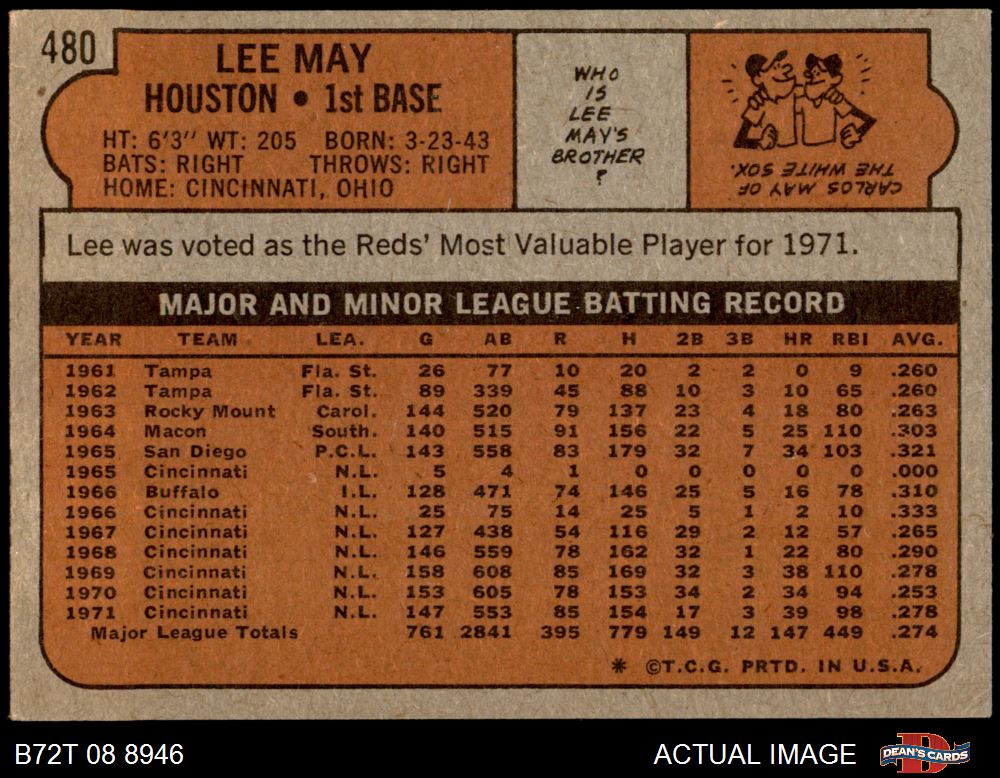 480
LEE MAY
HOUSTON • 1st BASE
HT: 6'3" WT: 205 BORN: 3-23-43
BATS: RIGHT THROWS: RIGHT
HOME: CINCINNATI, OHIO
WHO
IS
LEE
MAY'S
BROTHER
?
CARLOS MAY OF
THE WHITE SOX.
Lee was voted as the Reds' Most Valuable Player for 1971.
MAJOR AND MINOR LEAGUE BATTING RECORD
YEAR TEAM LEA. G AB R H 2B 3B HR RBI AVG.
1961 Tampa Fla. St. 26 77 10 20 2 2 0 9 .260
1962 Tampa Fla. St. 89 339 45 88 10 3 10 65 .260
1963 Rocky Mount Carol. 144 520 79 137 23 4 18 80 .263
1964 Macon South. 140 515 91 156 22 5 25 110 .303
1965 San Diego P.C.L. 143 558 83 179 32 7 34 103 .321
1965 Cincinnati N.L. 5 4 1 0 0 0 0 0 .000
1966 Buffalo I.L. 128 471 74 146 25 5 16 78 .310
1966 Cincinnati N.L. 25 75 14 25 5 1 2 10 .333
1967 Cincinnati N.L. 127 438 54 116 29 2 12 57 .265
1968 Cincinnati N.L. 146 559 78 162 32 1 22 80 .290
1969 Cincinnati N.L. 158 608 85 169 32 3 38 110 .278
1970 Cincinnati N.L. 153 605 78 153 34 2 34 94 .253
1971 Cincinnati N.L. 147 553 85 154 17 3 39 98 .278
Major League Totals 761 2841 395 779 149 12 147 449 .274
* ©T.C.G. PRTD. IN U.S.A.
B72T 08 8946
ACTUAL IMAGE
DEAN'S CARDS